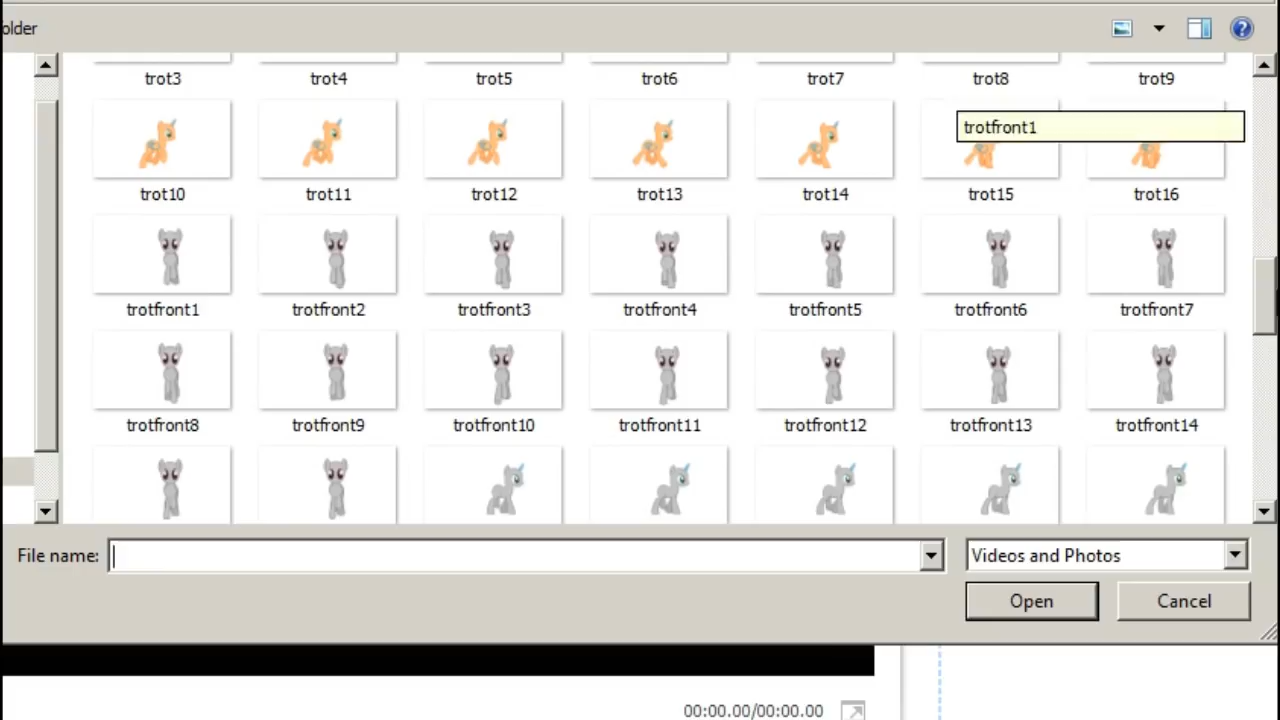 older
trot3 trot4 trot5 trot6 trot7 trot8 trot9
trotfront1
trot10 trot11 trot12 trot13 trot14 trot15 trot16
trotfront1 trotfront2 trotfront3 trotfront4 trotfront5 trotfront6 trotfront7
trotfront8 trotfront9 trotfront10 trotfront11 trotfront12 trotfront13 trotfront14
File name: Videos and Photos
Open Cancel
00:00.00/00:00.00